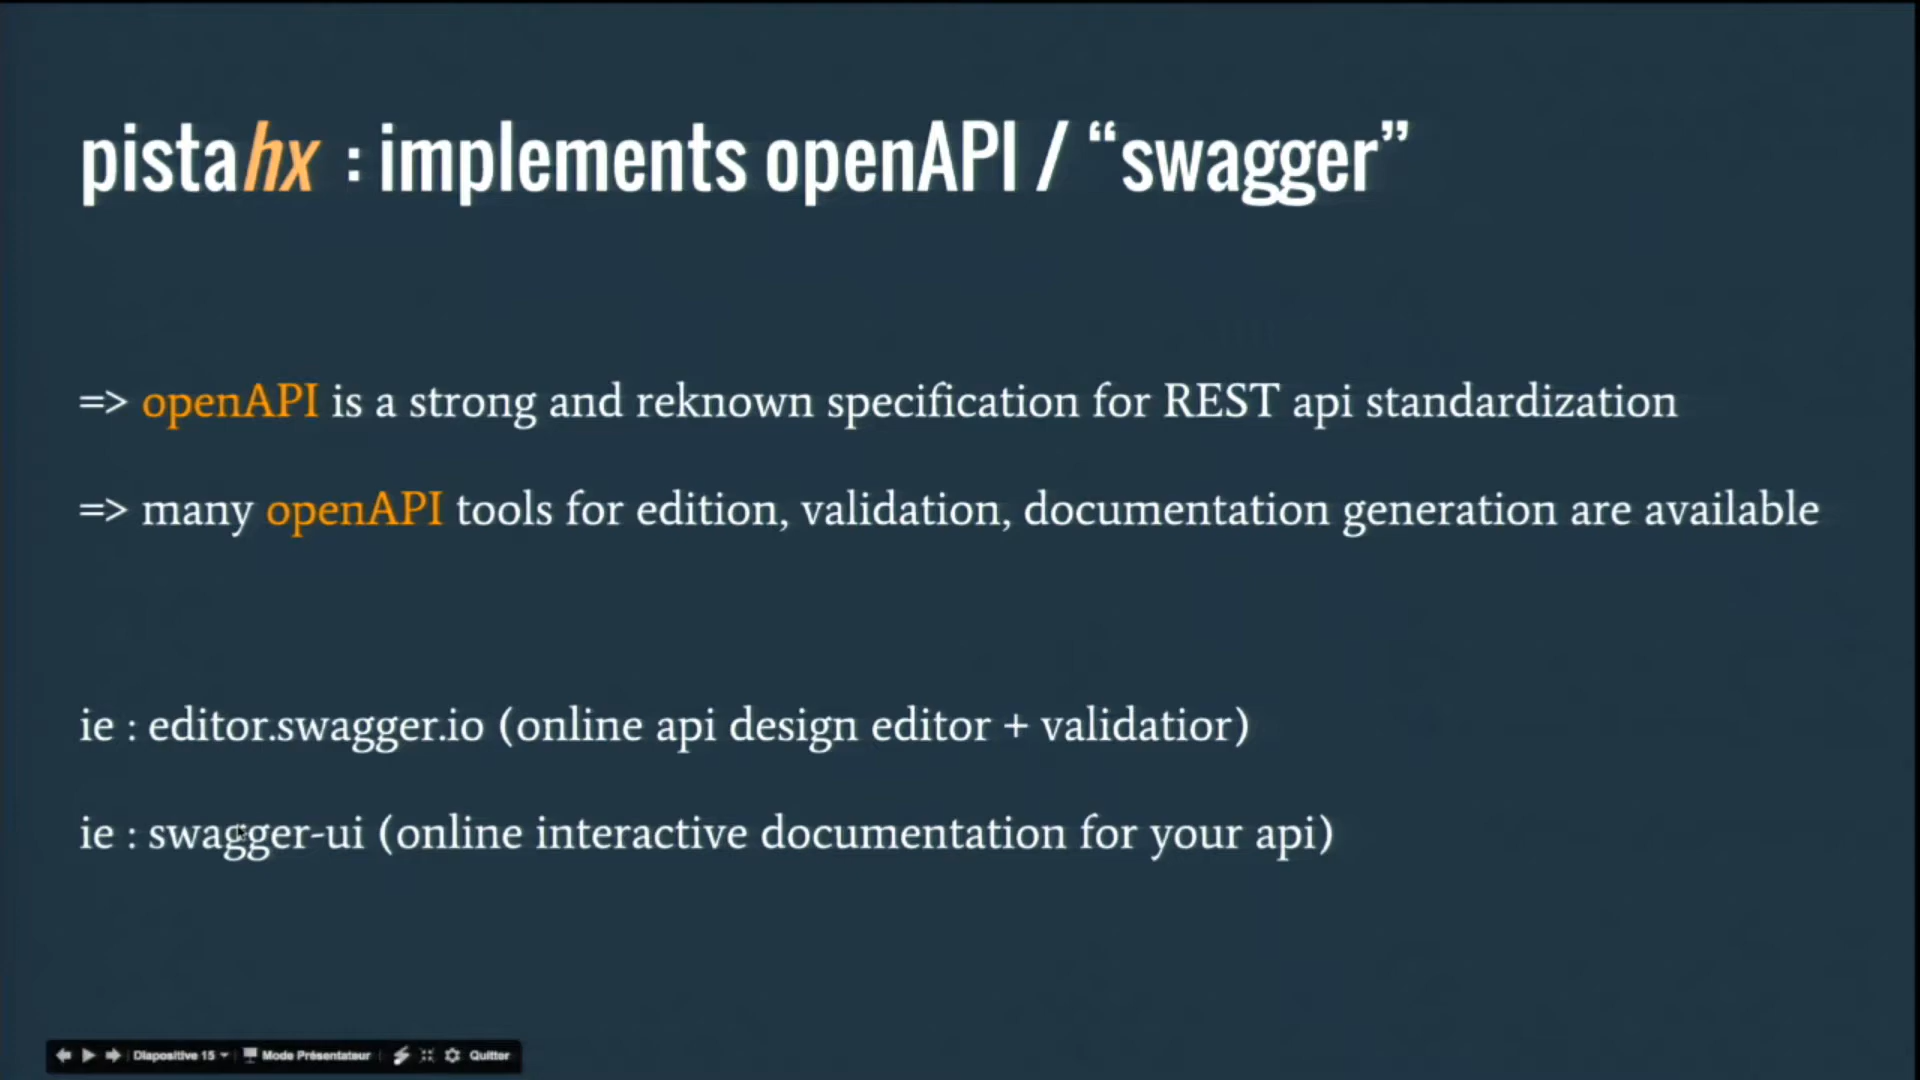 pistahx : implements openAPI / “swagger”
=> openAPI is a strong and reknown specification for REST api standardization
=> many openAPI tools for edition, validation, documentation generation are available
ie : editor.swagger.io (online api design editor + validatior)
ie : swagger-ui (online interactive documentation for your api)
Diapositive 15 Mode Présentateur Quitter